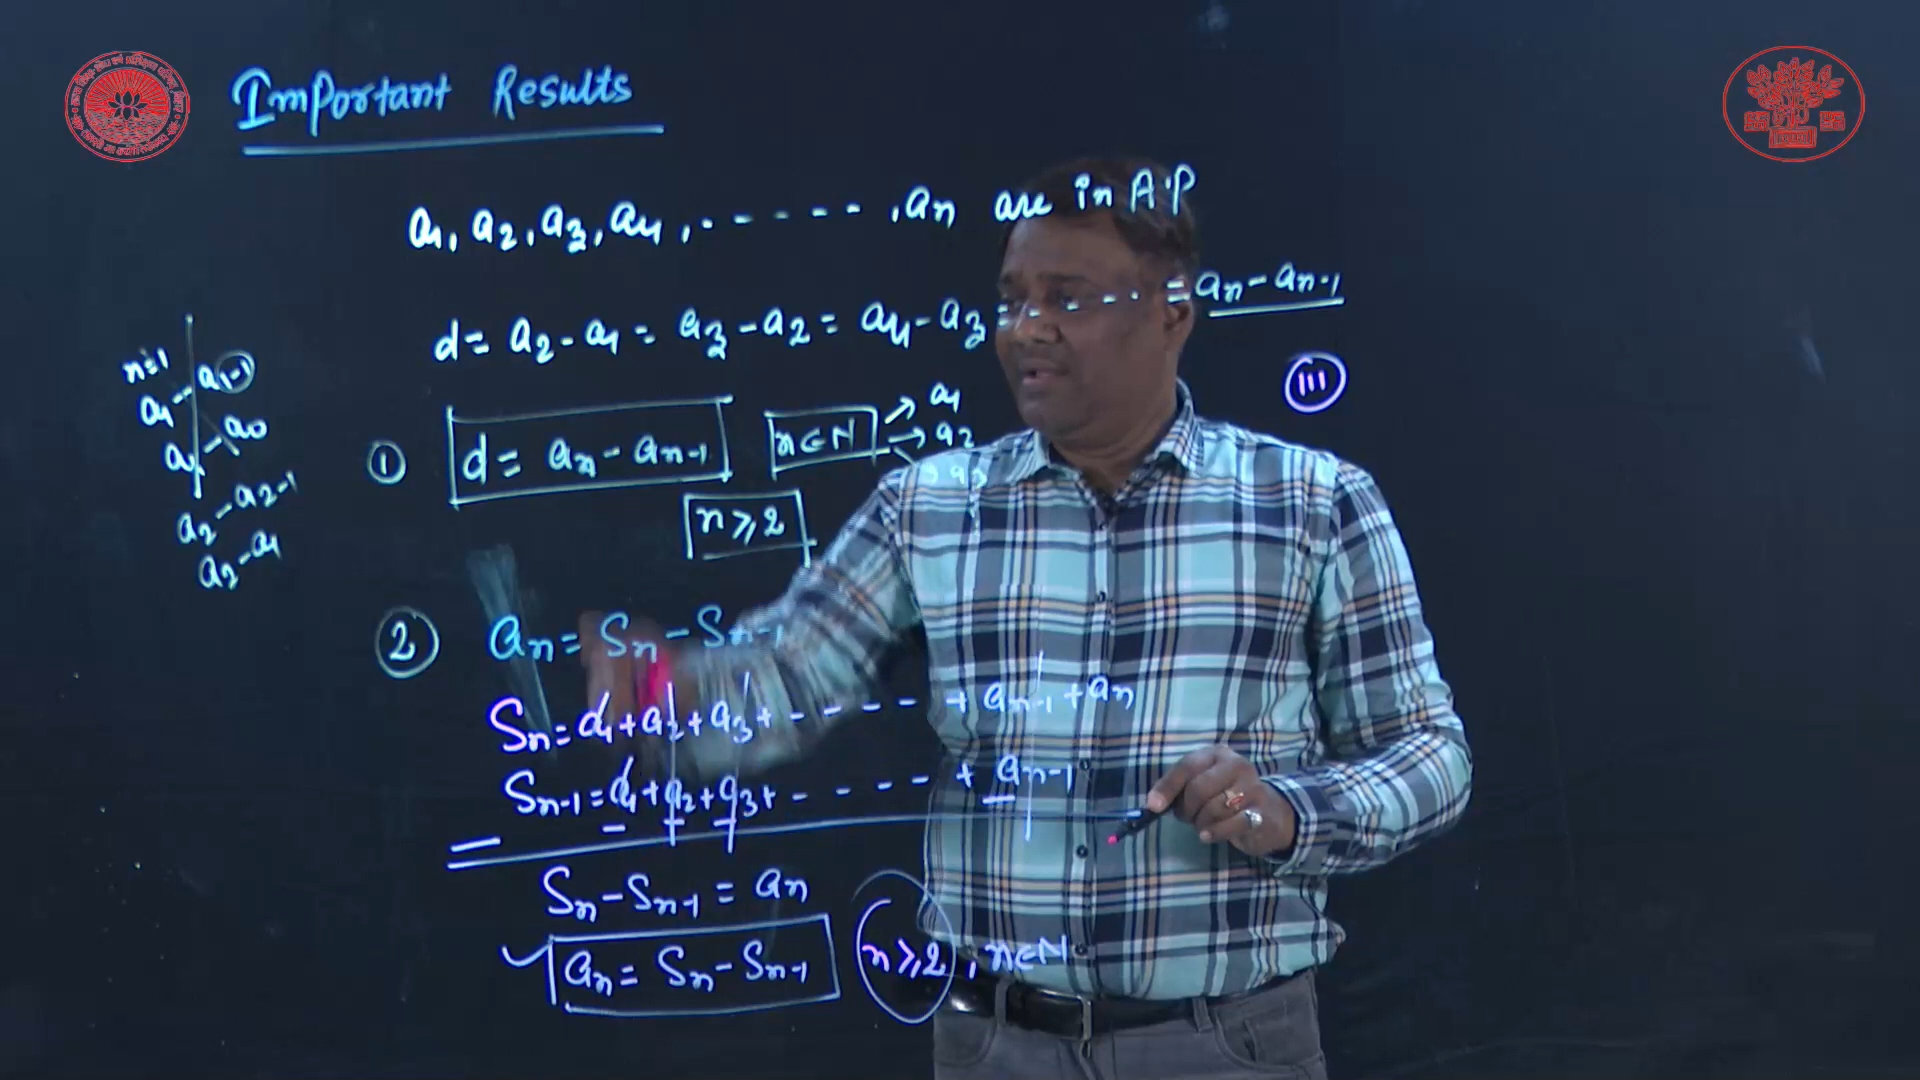 Important Results
a1, a2, a3, a4, ------, an are in A.P
d = a2 - a1 = a3 - a2 = a4 - a3 = ---- = an - an-1
III
n=1
a1 - a1-1
a1 - a0
a2 - a2-1
a2 - a1
① d = an - an-1 n∈N → a1
→ a2
→ a3
n ≥ 2
② an = Sn - Sn-1
Sn = a1 + a2 + a3 + ----- + an-1 + an
Sn-1 = a1 + a2 + a3 + ----- + an-1
Sn - Sn-1 = an
✓ an = Sn - Sn-1 n ≥ 2, n∈N